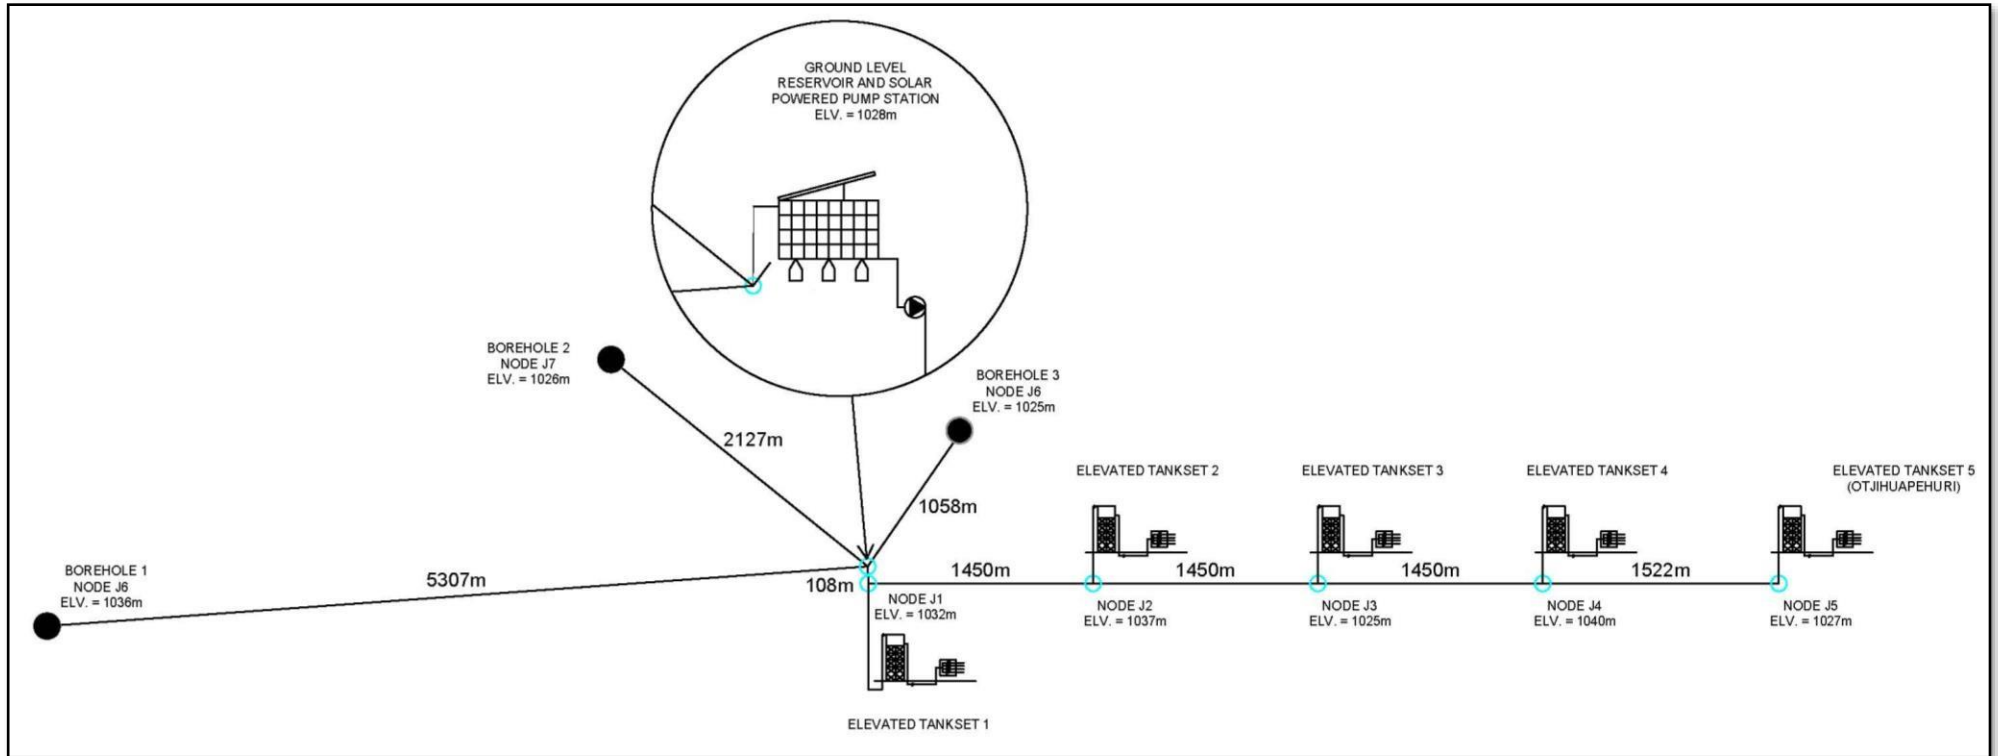 GROUND LEVEL
RESERVOIR AND SOLAR
POWERED PUMP STATION
ELV. = 1028m
BOREHOLE 2
NODE J7
ELV. = 1026m
BOREHOLE 3
NODE J6
ELV. = 1025m
2127m
1058m
ELEVATED TANKSET 2
ELEVATED TANKSET 3
ELEVATED TANKSET 4
ELEVATED TANKSET 5
(OTJIHUAPEHURI)
BOREHOLE 1
NODE J6
ELV. = 1036m
5307m
108m
1450m
1450m
1450m
1522m
NODE J1
ELV. = 1032m
NODE J2
ELV. = 1037m
NODE J3
ELV. = 1025m
NODE J4
ELV. = 1040m
NODE J5
ELV. = 1027m
ELEVATED TANKSET 1